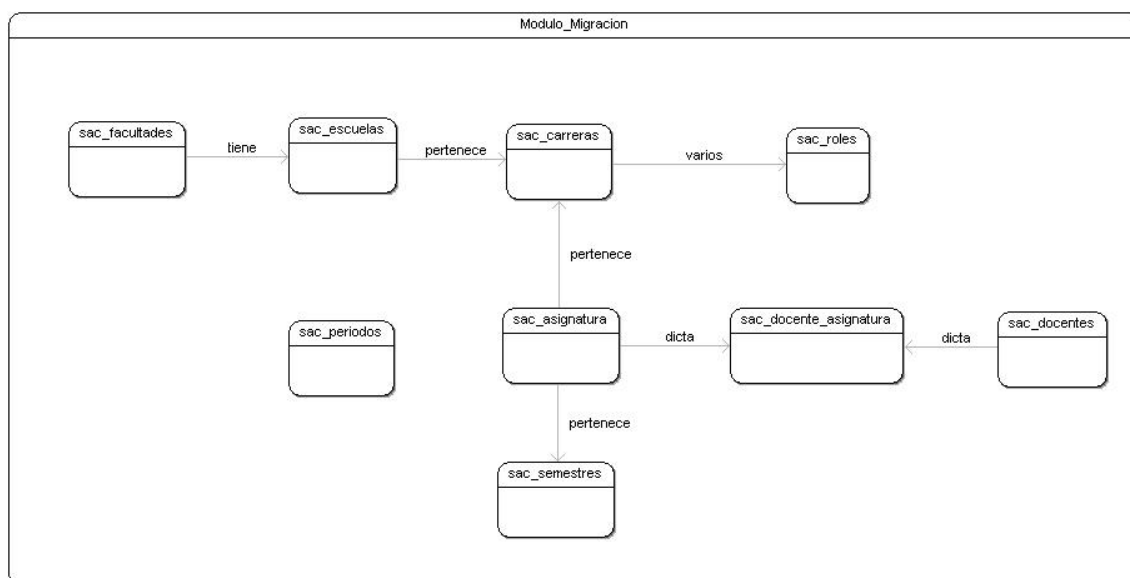 Modulo_Migracion
sac_facultades
tiene
sac_escuelas
pertenece
sac_carreras
varios
sac_roles
pertenece
sac_periodos
sac_asignatura
dicta
sac_docente_asignatura
dicta
sac_docentes
pertenece
sac_semestres